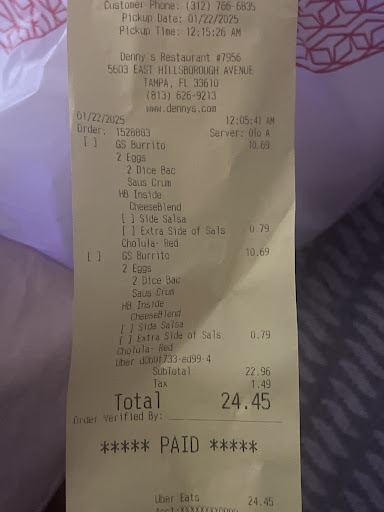 Customer Phone: (312) 766-6835
Pickup Date: 01/22/2025
Pickup Time: 12:15:26 AM
Denny's Restaurant #7956
5603 EAST HILLSBOROUGH AVENUE
TAMPA, FL 33610
(813) 626-9213
www.dennys.com
01/22/2025 12:05:41 AM
Order: 1528883 Server: Olo A
[ ] GS Burrito 10.69
2 Eggs
2 Dice Bac
Saus Crum
HB Inside
CheeseBlend
[ ] Side Salsa
[ ] Extra Side of Sals 0.79
Cholula- Red
[ ] GS Burrito 10.69
2 Eggs
2 Dice Bac
Saus Crum
HB Inside
CheeseBlend
[ ] Side Salsa
[ ] Extra Side of Sals 0.79
Cholula- Red
Uber d0b0f733-ed99-4
SubTotal 22.96
Tax 1.49
Total 24.45
Order Verified By:
***** PAID *****
Uber Eats 24.45